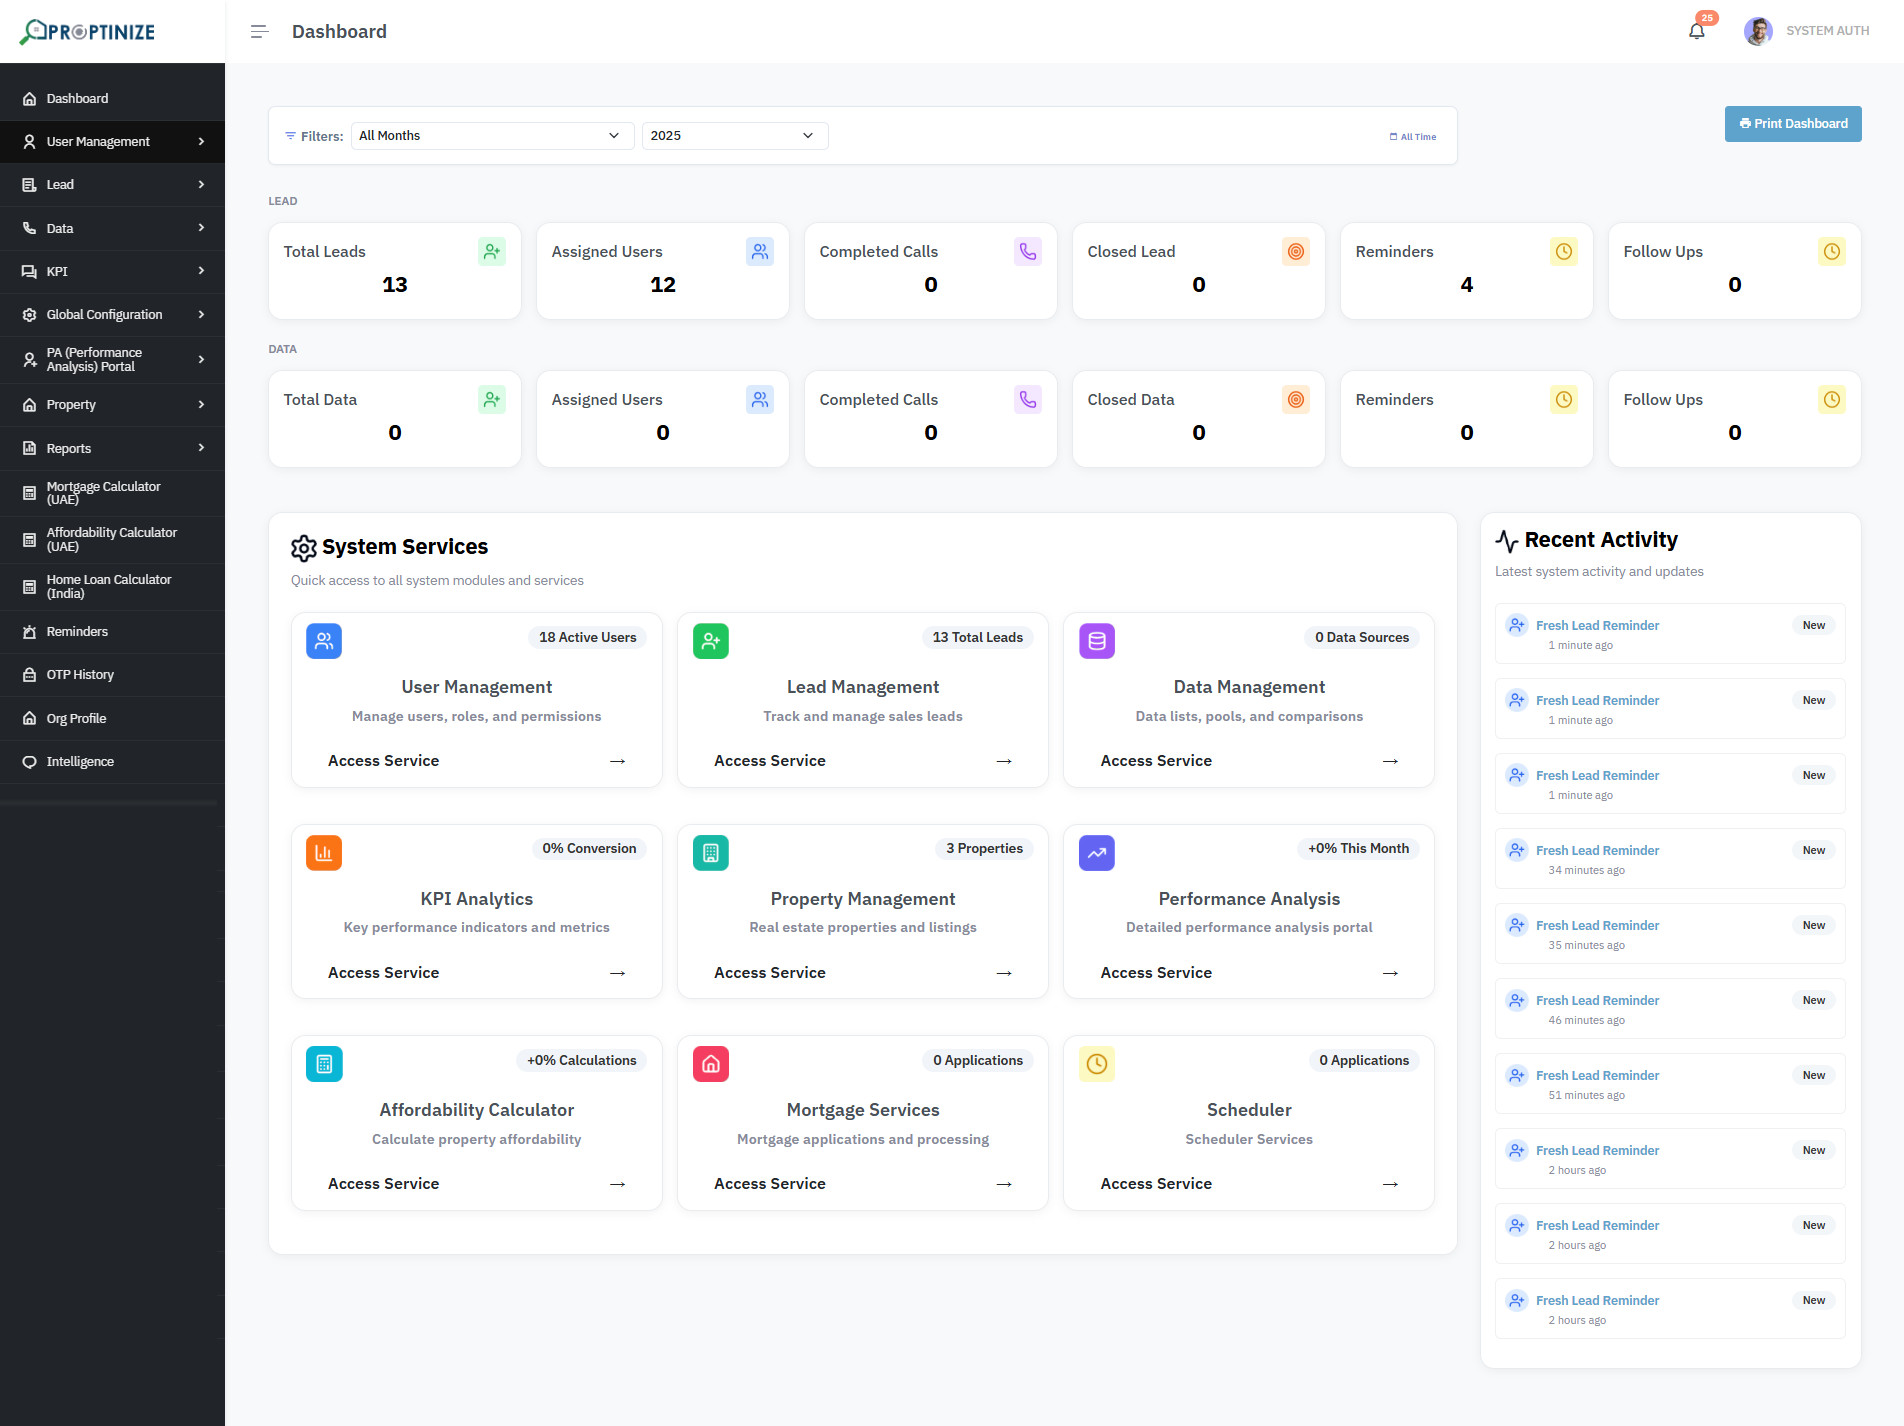 PROPTINIZE
Dashboard
25
SYSTEM AUTH
Dashboard
User Management
Lead
Data
KPI
Global Configuration
PA (Performance
Analysis) Portal
Property
Reports
Mortgage Calculator
(UAE)
Affordability Calculator
(UAE)
Home Loan Calculator
(India)
Reminders
OTP History
Org Profile
Intelligence
Filters: All Months 2025 All Time
Print Dashboard
LEAD
Total Leads
13
Assigned Users
12
Completed Calls
0
Closed Lead
0
Reminders
4
Follow Ups
0
DATA
Total Data
0
Assigned Users
0
Completed Calls
0
Closed Data
0
Reminders
0
Follow Ups
0
System Services
Quick access to all system modules and services
18 Active Users
User Management
Manage users, roles, and permissions
Access Service →
13 Total Leads
Lead Management
Track and manage sales leads
Access Service →
0 Data Sources
Data Management
Data lists, pools, and comparisons
Access Service →
0% Conversion
KPI Analytics
Key performance indicators and metrics
Access Service →
3 Properties
Property Management
Real estate properties and listings
Access Service →
+0% This Month
Performance Analysis
Detailed performance analysis portal
Access Service →
+0% Calculations
Affordability Calculator
Calculate property affordability
Access Service →
0 Applications
Mortgage Services
Mortgage applications and processing
Access Service →
0 Applications
Scheduler
Scheduler Services
Access Service →
Recent Activity
Latest system activity and updates
Fresh Lead Reminder New
1 minute ago
Fresh Lead Reminder New
1 minute ago
Fresh Lead Reminder New
1 minute ago
Fresh Lead Reminder New
34 minutes ago
Fresh Lead Reminder New
35 minutes ago
Fresh Lead Reminder New
46 minutes ago
Fresh Lead Reminder New
51 minutes ago
Fresh Lead Reminder New
2 hours ago
Fresh Lead Reminder New
2 hours ago
Fresh Lead Reminder New
2 hours ago